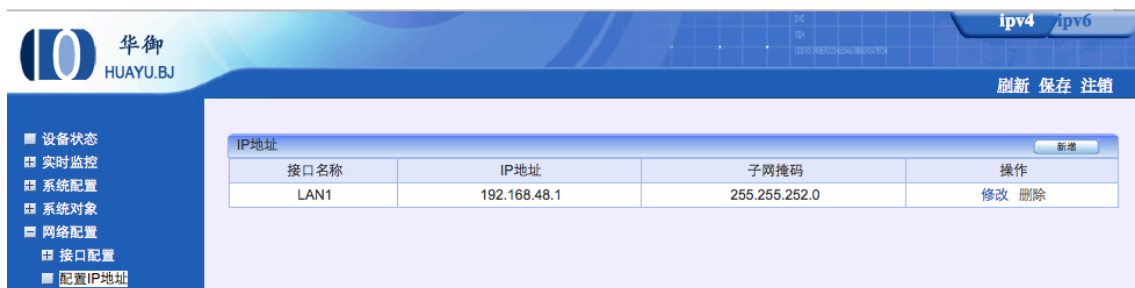 ipv4 ipv6
华御
HUAYU.BJ
刷新 保存 注销
设备状态
实时监控
系统配置
系统对象
网络配置
接口配置
配置IP地址
IP地址 新增
接口名称 IP地址 子网掩码 操作
LAN1 192.168.48.1 255.255.252.0 修改 删除